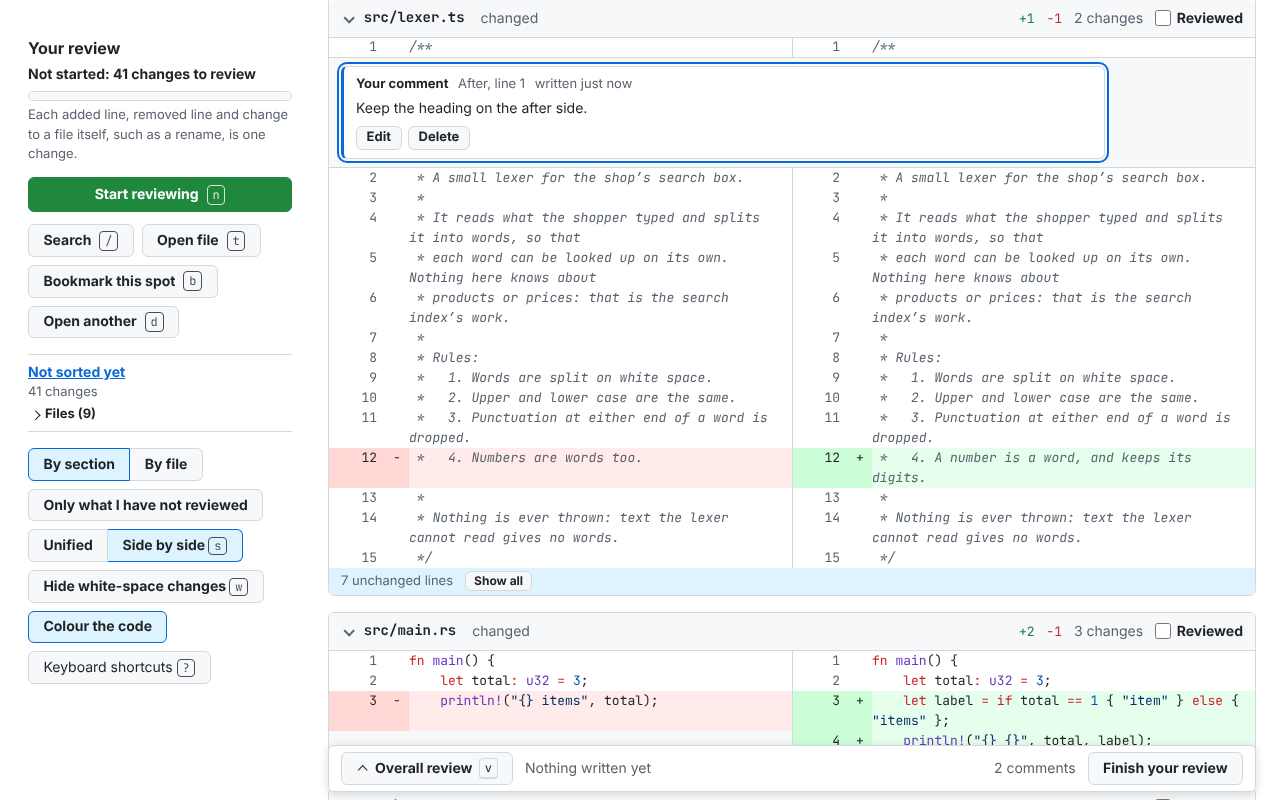 Your review
Not started: 41 changes to review
Each added line, removed line and change
to a file itself, such as a rename, is one
change.
Start reviewing n
Search / Open file t
Bookmark this spot b
Open another d
Not sorted yet
41 changes
Files (9)
By section By file
Only what I have not reviewed
Unified Side by side s
Hide white-space changes w
Colour the code
Keyboard shortcuts ?
src/lexer.ts changed +1 -1 2 changes Reviewed
1 /** 1 /**
Your comment After, line 1 written just now
Keep the heading on the after side.
Edit Delete
2 * A small lexer for the shop’s search box. 2 * A small lexer for the shop’s search box.
3 * 3 *
4 * It reads what the shopper typed and splits 4 * It reads what the shopper typed and splits
it into words, so that it into words, so that
5 * each word can be looked up on its own. 5 * each word can be looked up on its own.
Nothing here knows about Nothing here knows about
6 * products or prices: that is the search 6 * products or prices: that is the search
index’s work. index’s work.
7 * 7 *
8 * Rules: 8 * Rules:
9 * 1. Words are split on white space. 9 * 1. Words are split on white space.
10 * 2. Upper and lower case are the same. 10 * 2. Upper and lower case are the same.
11 * 3. Punctuation at either end of a word is 11 * 3. Punctuation at either end of a word is
dropped. dropped.
12 - * 4. Numbers are words too. 12 + * 4. A number is a word, and keeps its
digits.
13 * 13 *
14 * Nothing is ever thrown: text the lexer 14 * Nothing is ever thrown: text the lexer
cannot read gives no words. cannot read gives no words.
15 */ 15 */
7 unchanged lines Show all
src/main.rs changed +2 -1 3 changes Reviewed
1 fn main() { 1 fn main() {
2 let total: u32 = 3; 2 let total: u32 = 3;
3 - println!("{} items", total); 3 + let label = if total == 1 { "item" } else {
"items" };
4 + println!("{} {}", total, label);
Overall review v Nothing written yet 2 comments Finish your review